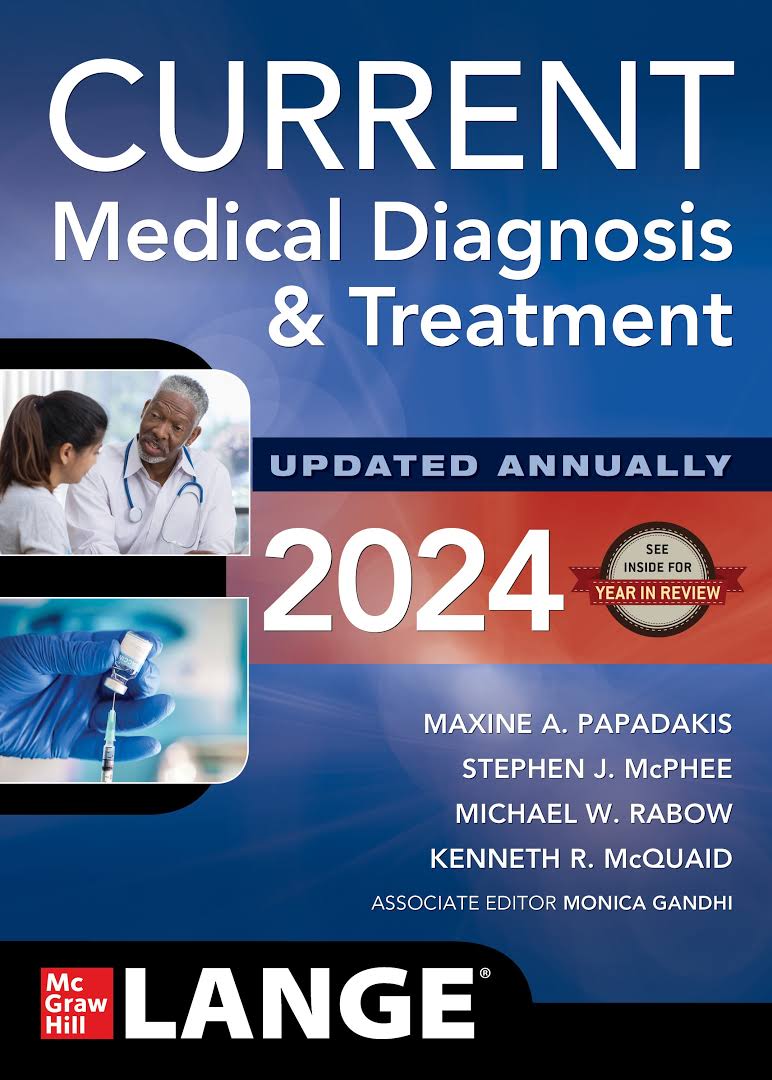 CURRENT
Medical Diagnosis
& Treatment
UPDATED ANNUALLY
2024
SEE
INSIDE FOR
YEAR IN REVIEW
MAXINE A. PAPADAKIS
STEPHEN J. McPHEE
MICHAEL W. RABOW
KENNETH R. McQUAID
ASSOCIATE EDITOR MONICA GANDHI
Mc
Graw
Hill
LANGE®